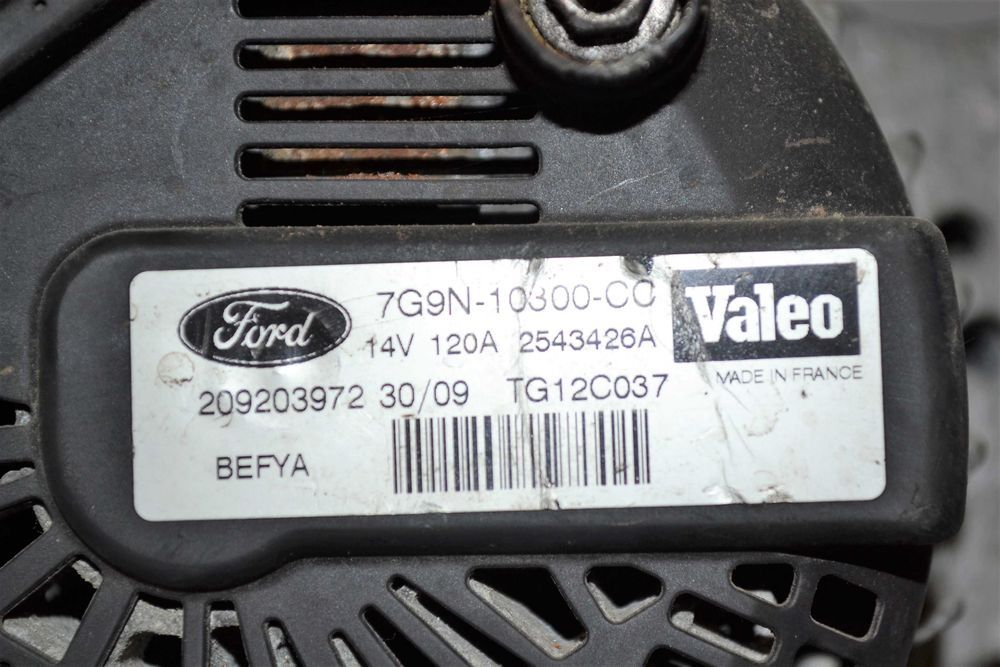 Ford
7G9N-10300-CC
Valeo
14V 120A 2543426A
MADE IN FRANCE
209203972 30/09 TG12C037
BEFYA